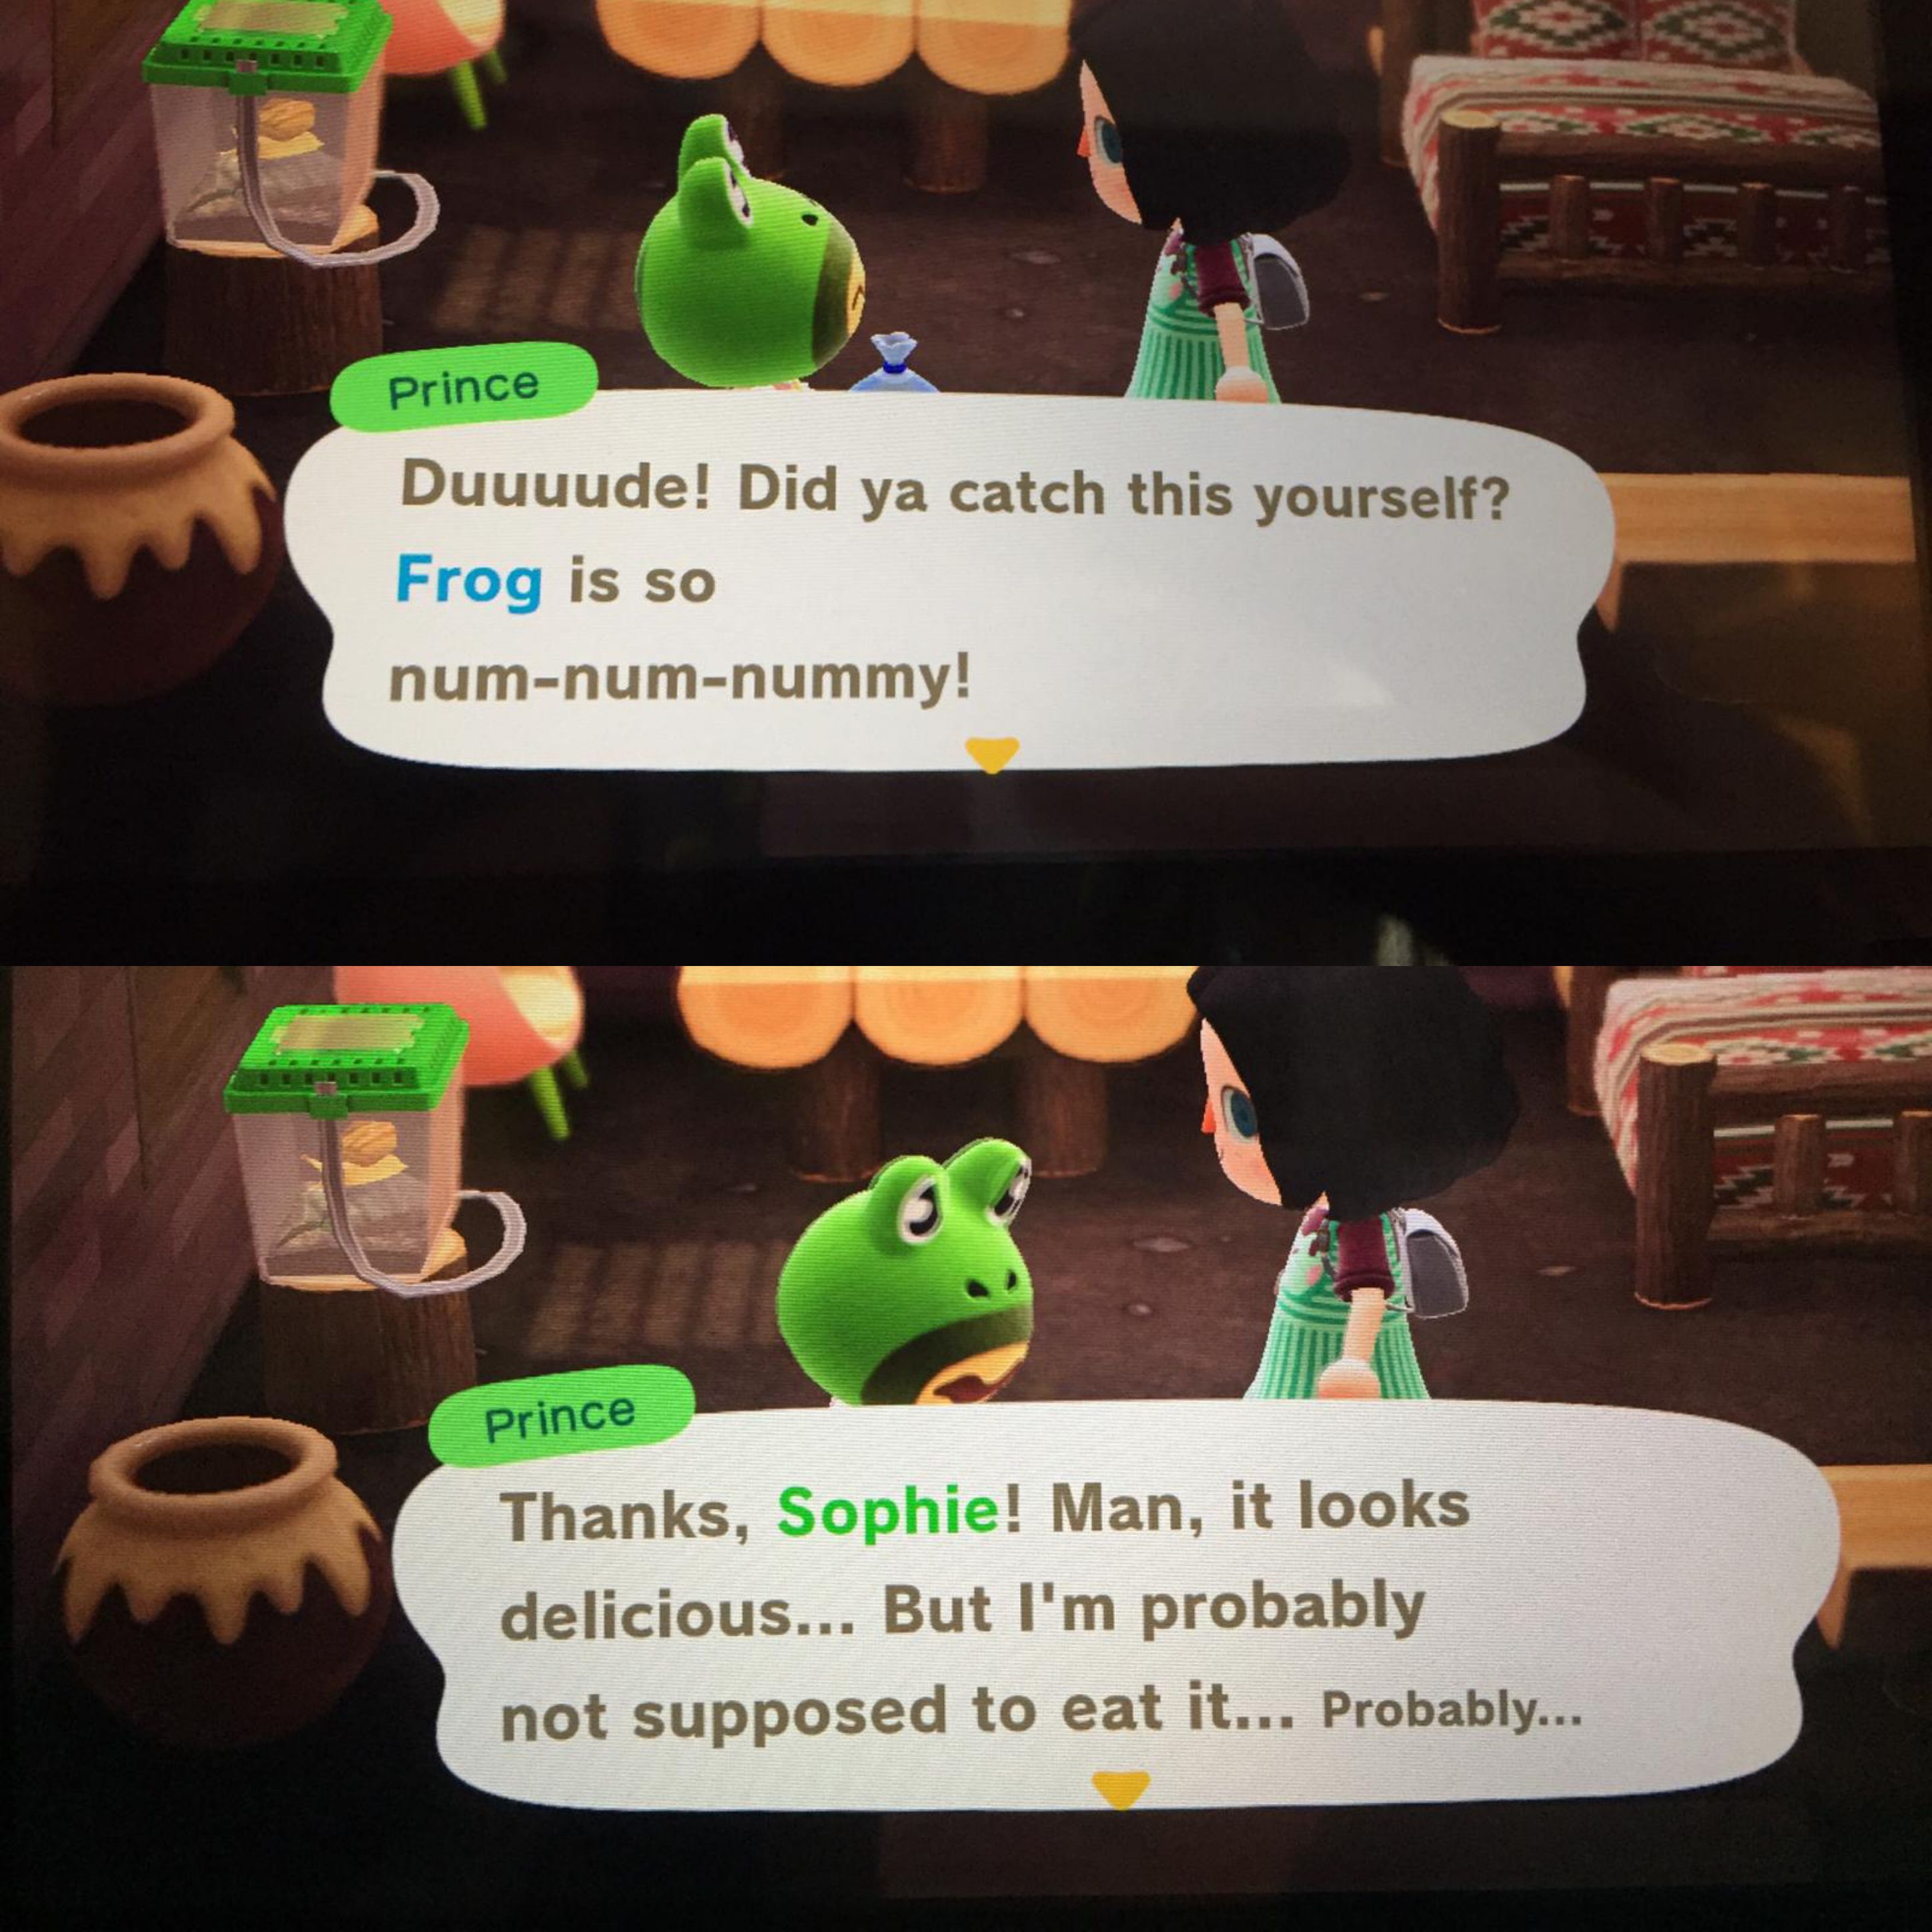 Prince
Duuuude! Did ya catch this yourself?
Frog is so
num-num-nummy!
Prince
Thanks, Sophie! Man, it looks
delicious... But I'm probably
not supposed to eat it... Probably...